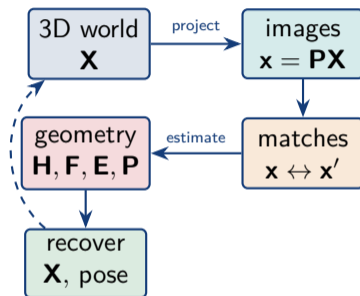 3D world
X
project
images
x = PX
geometry
H, F, E, P
estimate
matches
x ↔ x′
recover
X, pose